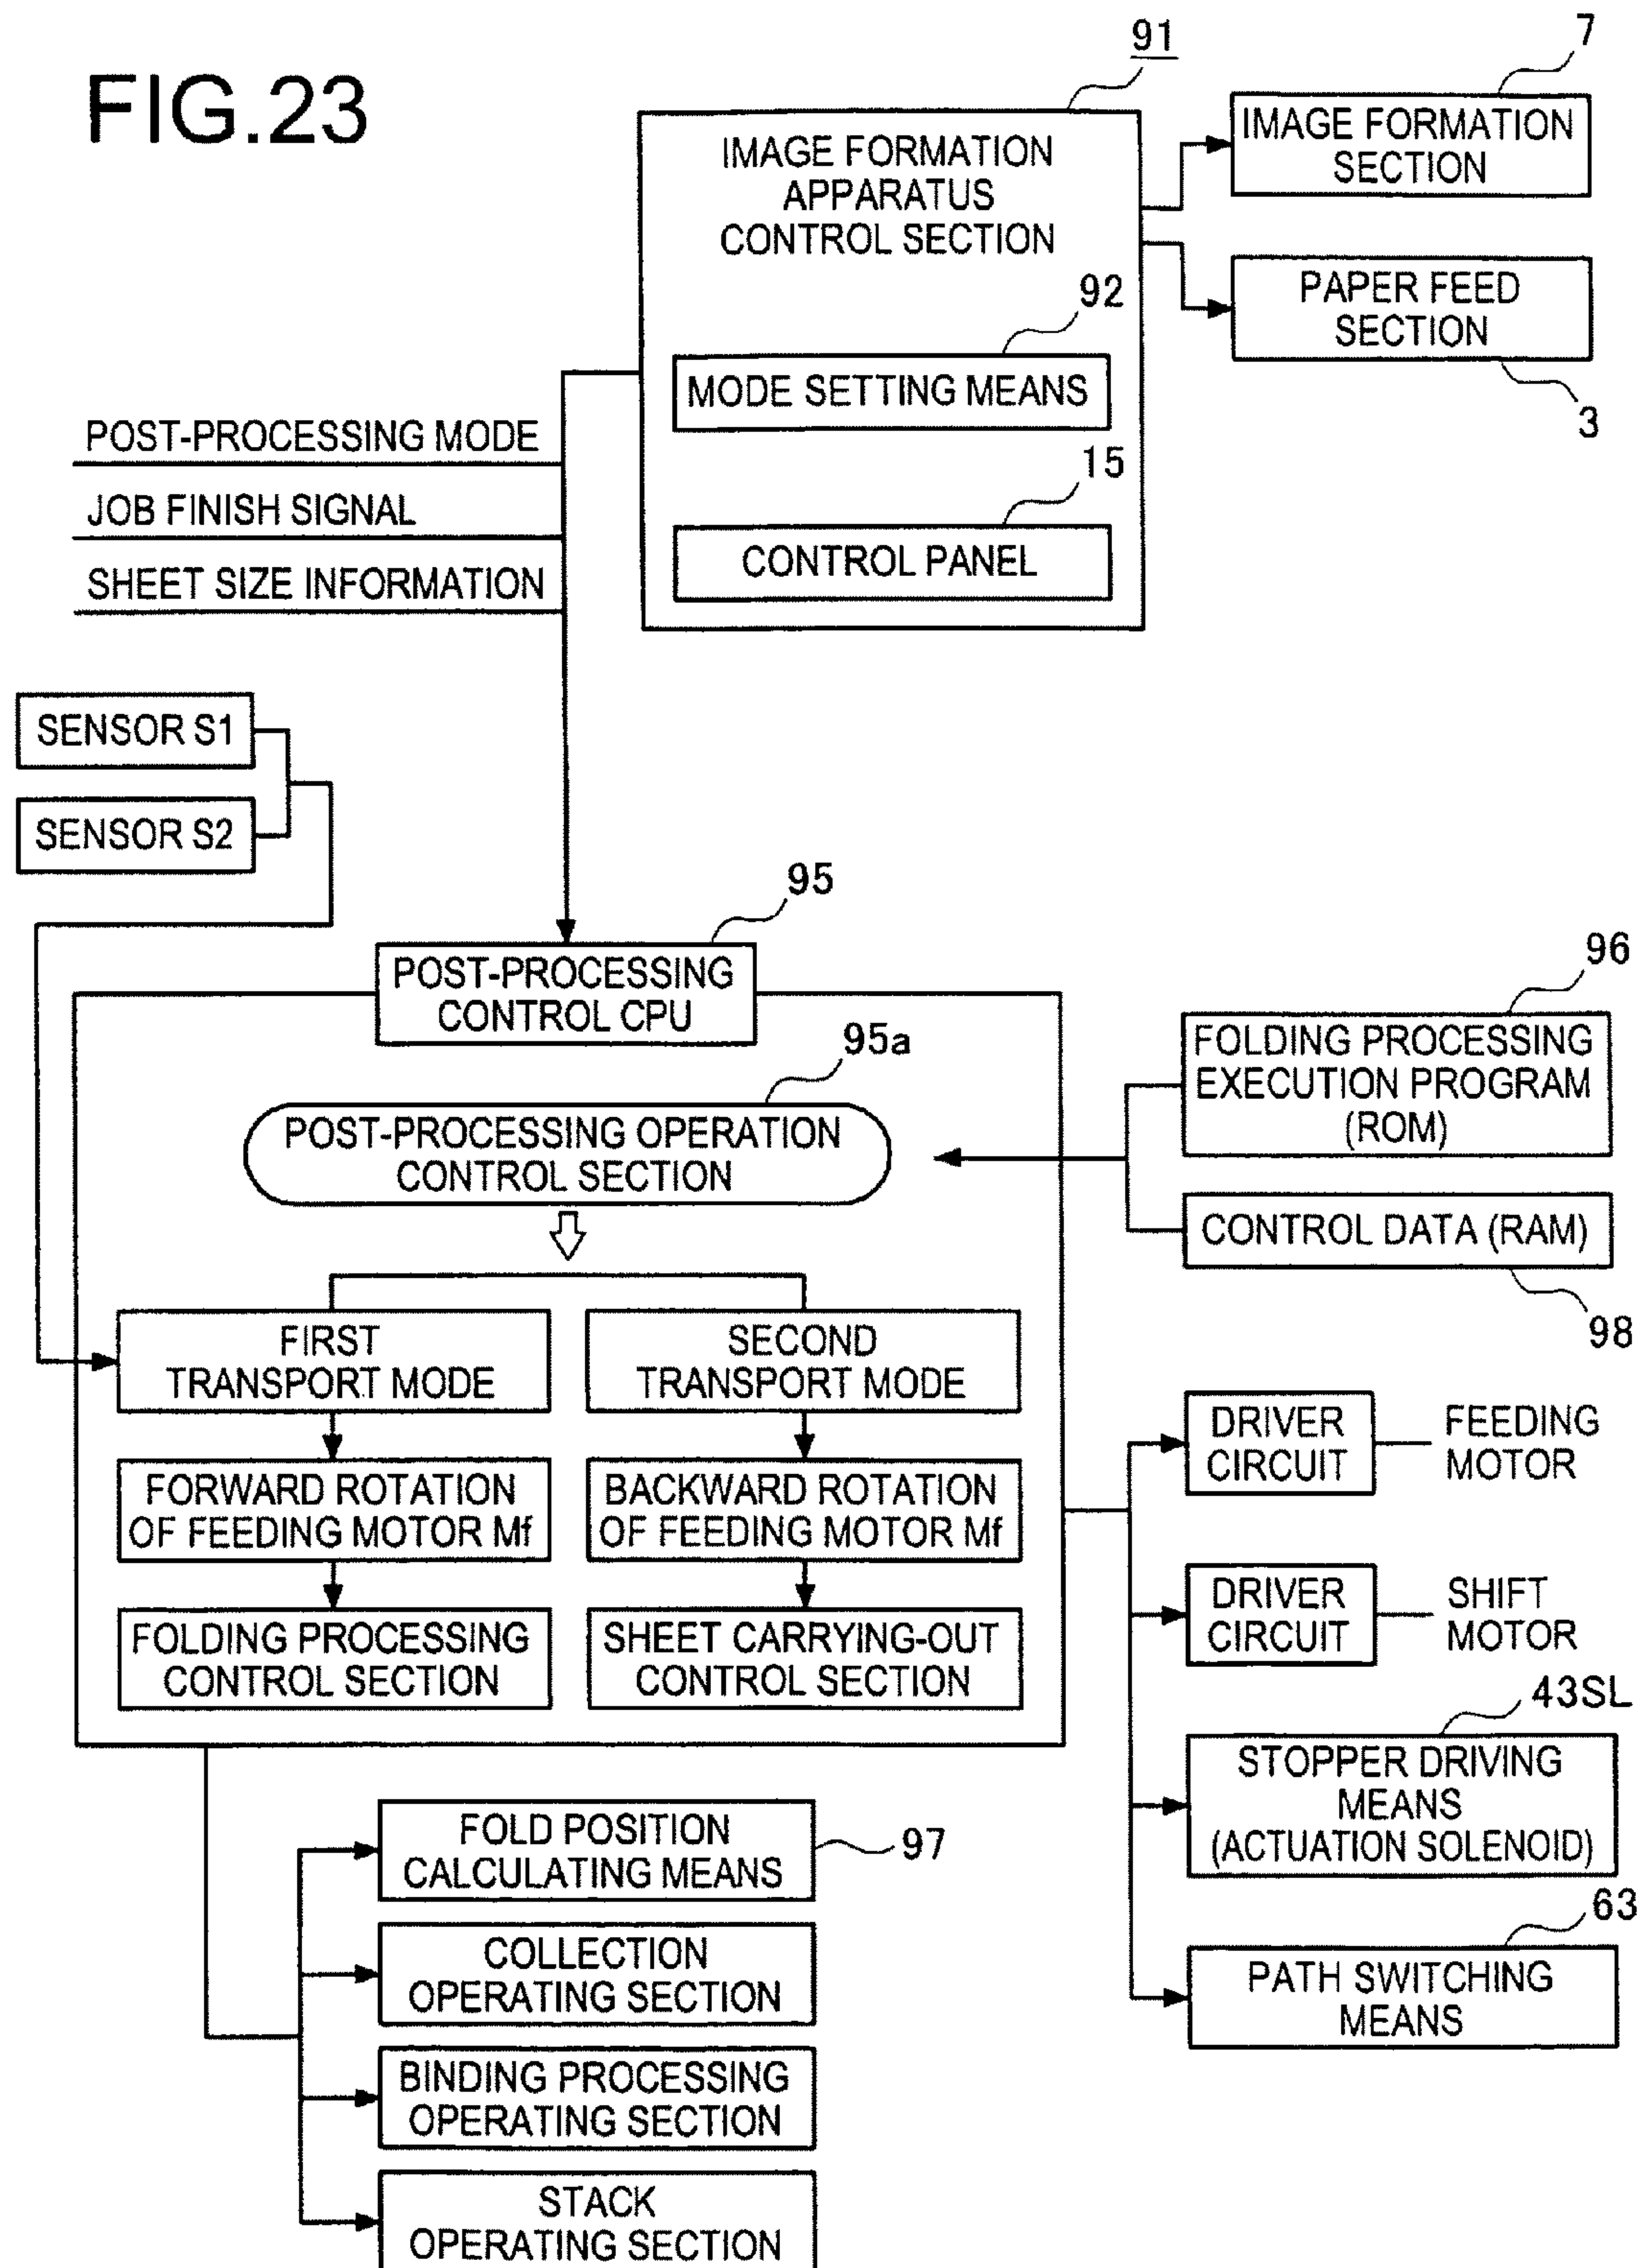 FIG.23
91
IMAGE FORMATION
APPARATUS
CONTROL SECTION
92
MODE SETTING MEANS
15
CONTROL PANEL
7
IMAGE FORMATION
SECTION
PAPER FEED
SECTION
3
POST-PROCESSING MODE
JOB FINISH SIGNAL
SHEET SIZE INFORMATION
SENSOR S1
SENSOR S2
95
POST-PROCESSING
CONTROL CPU
95a
POST-PROCESSING OPERATION
CONTROL SECTION
96
FOLDING PROCESSING
EXECUTION PROGRAM
(ROM)
CONTROL DATA (RAM)
98
FIRST
TRANSPORT MODE
SECOND
TRANSPORT MODE
FORWARD ROTATION
OF FEEDING MOTOR Mf
BACKWARD ROTATION
OF FEEDING MOTOR Mf
FOLDING PROCESSING
CONTROL SECTION
SHEET CARRYING-OUT
CONTROL SECTION
DRIVER
CIRCUIT
FEEDING
MOTOR
DRIVER
CIRCUIT
SHIFT
MOTOR
43SL
STOPPER DRIVING
MEANS
(ACTUATION SOLENOID)
63
PATH SWITCHING
MEANS
FOLD POSITION
CALCULATING MEANS
97
COLLECTION
OPERATING SECTION
BINDING PROCESSING
OPERATING SECTION
STACK
OPERATING SECTION